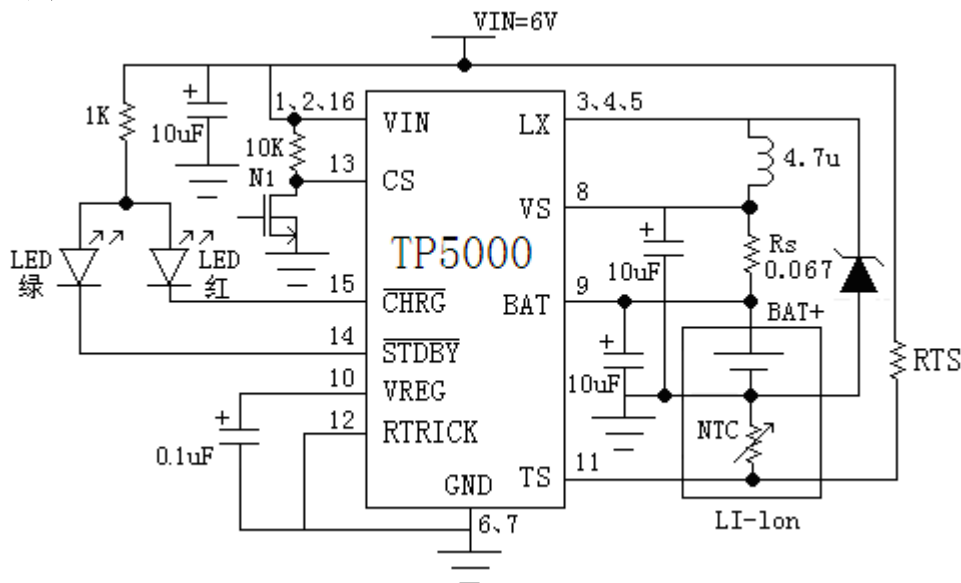 VIN=6V
1K
10uF
1、2、16
VIN
10K
13
CS
N1
3、4、5
LX
4.7u
8
VS
Rs
0.067
10uF
TP5000
LED
绿
LED
红
15
CHRG
9
BAT
BAT+
14
STDBY
10uF
RTS
10
VREG
12
RTRICK
0.1uF
NTC
11
TS
GND
6、7
LI-lon